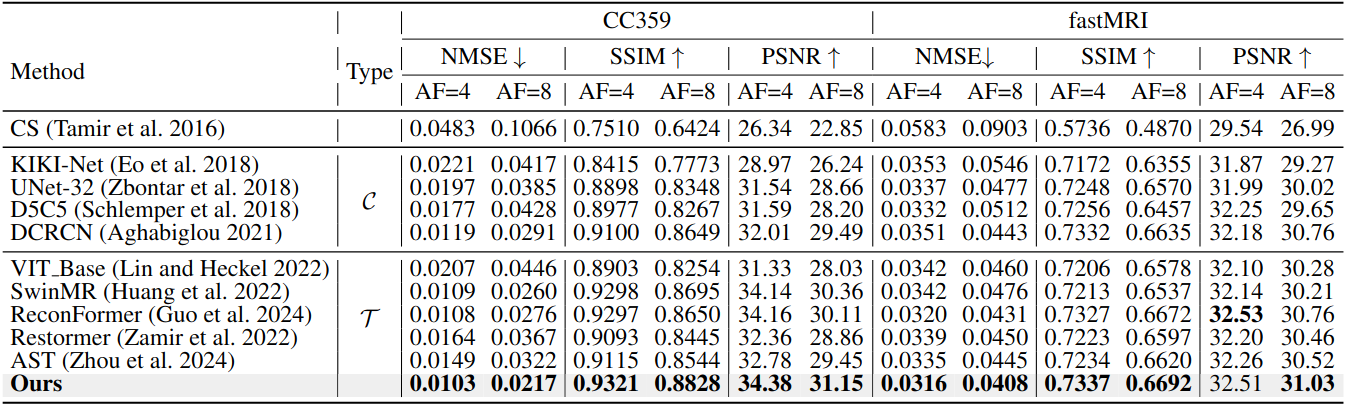 CC359 fastMRI
Method Type NMSE ↓ SSIM ↑ PSNR ↑ NMSE↓ SSIM ↑ PSNR ↑
AF=4 AF=8 AF=4 AF=8 AF=4 AF=8 AF=4 AF=8 AF=4 AF=8 AF=4 AF=8
CS (Tamir et al. 2016) 0.0483 0.1066 0.7510 0.6424 26.34 22.85 0.0583 0.0903 0.5736 0.4870 29.54 26.99
KIKI-Net (Eo et al. 2018) 0.0221 0.0417 0.8415 0.7773 28.97 26.24 0.0353 0.0546 0.7172 0.6355 31.87 29.27
UNet-32 (Zbontar et al. 2018) 0.0197 0.0385 0.8898 0.8348 31.54 28.66 0.0337 0.0477 0.7248 0.6570 31.99 30.02
C
D5C5 (Schlemper et al. 2018) 0.0177 0.0428 0.8977 0.8267 31.59 28.20 0.0332 0.0512 0.7256 0.6457 32.25 29.65
DCRCN (Aghabiglou 2021) 0.0119 0.0291 0.9100 0.8649 32.01 29.49 0.0351 0.0443 0.7332 0.6635 32.18 30.76
VIT_Base (Lin and Heckel 2022) 0.0207 0.0446 0.8903 0.8254 31.33 28.03 0.0342 0.0460 0.7206 0.6578 32.10 30.28
SwinMR (Huang et al. 2022) 0.0109 0.0260 0.9298 0.8695 34.14 30.36 0.0342 0.0476 0.7213 0.6537 32.14 30.21
ReconFormer (Guo et al. 2024) T 0.0108 0.0276 0.9297 0.8650 34.16 30.11 0.0320 0.0431 0.7327 0.6672 32.53 30.76
Restormer (Zamir et al. 2022) 0.0164 0.0367 0.9093 0.8445 32.36 28.86 0.0339 0.0450 0.7223 0.6597 32.20 30.46
AST (Zhou et al. 2024) 0.0149 0.0322 0.9115 0.8544 32.78 29.45 0.0335 0.0445 0.7234 0.6620 32.26 30.52
Ours 0.0103 0.0217 0.9321 0.8828 34.38 31.15 0.0316 0.0408 0.7337 0.6692 32.51 31.03